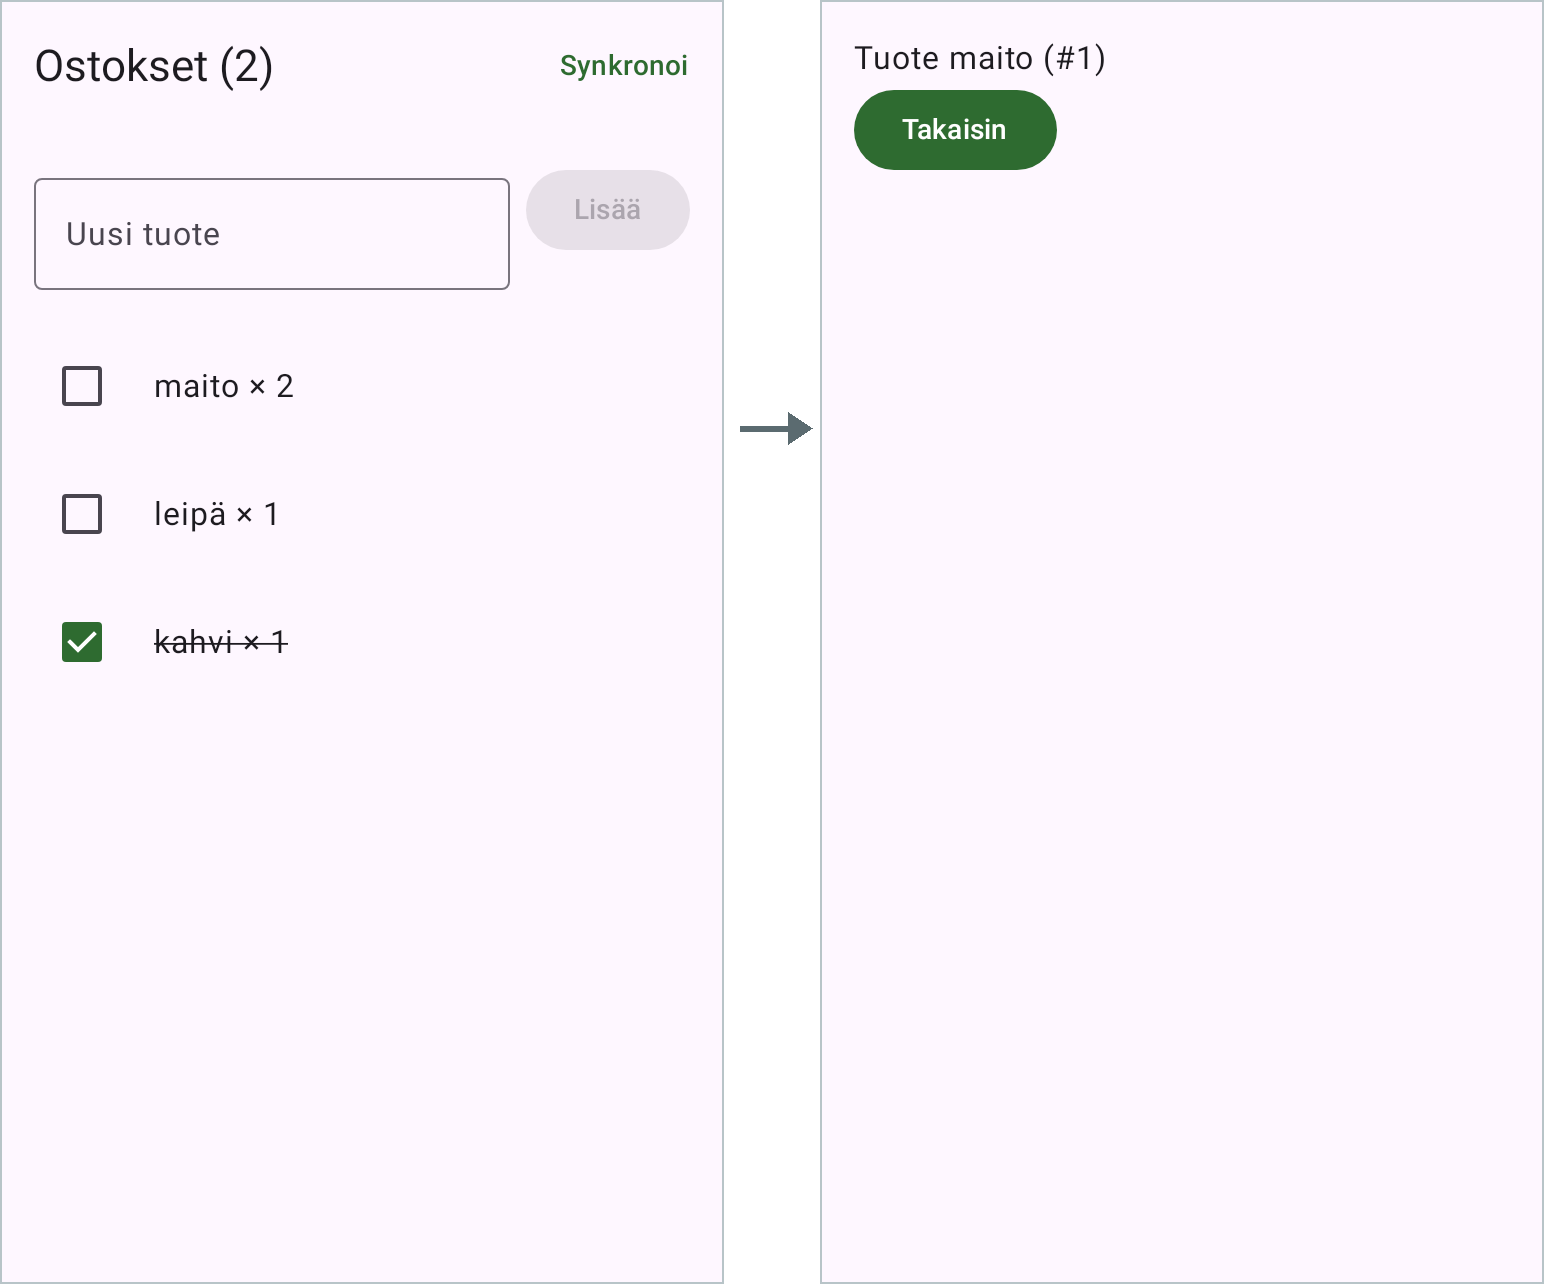 Ostokset (2)
Synkronoi
Uusi tuote
Lisää
maito × 2
leipä × 1
kahvi × 1
Tuote maito (#1)
Takaisin